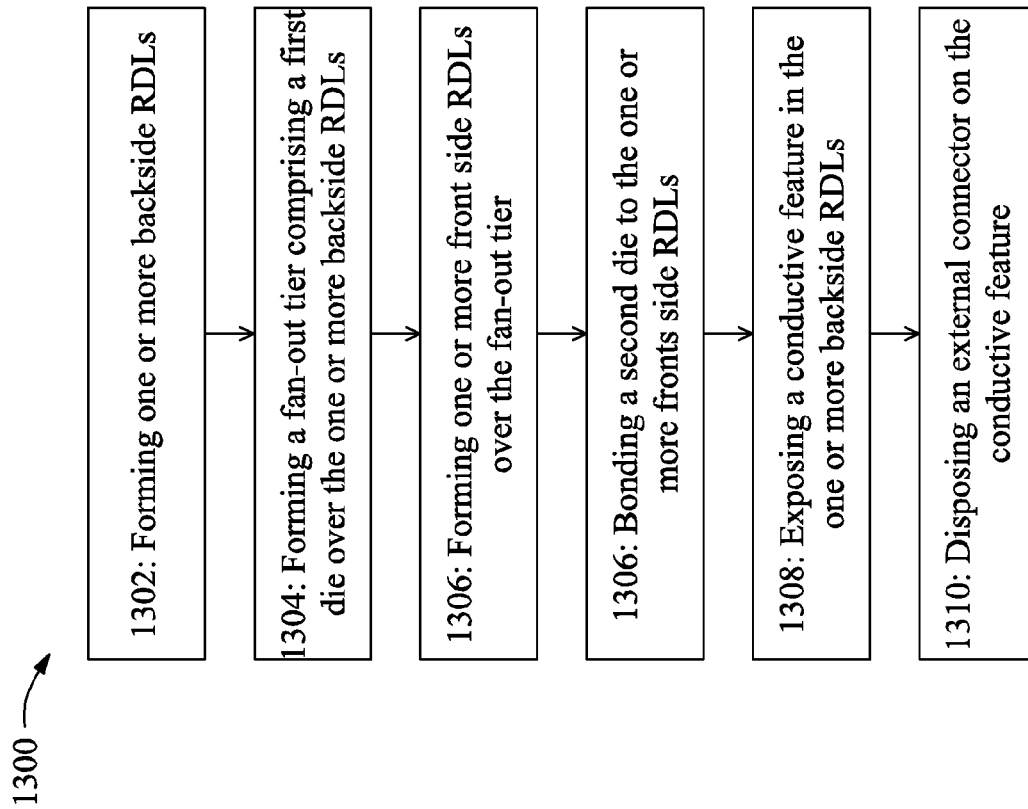 1300
1302: Forming one or more backside RDLs
1304: Forming a fan-out tier comprising a first
die over the one or more backside RDLs
1306: Forming one or more front side RDLs
over the fan-out tier
1306: Bonding a second die to the one or
more fronts side RDLs
1308: Exposing a conductive feature in the
one or more backside RDLs
1310: Disposing an external connector on the
conductive feature